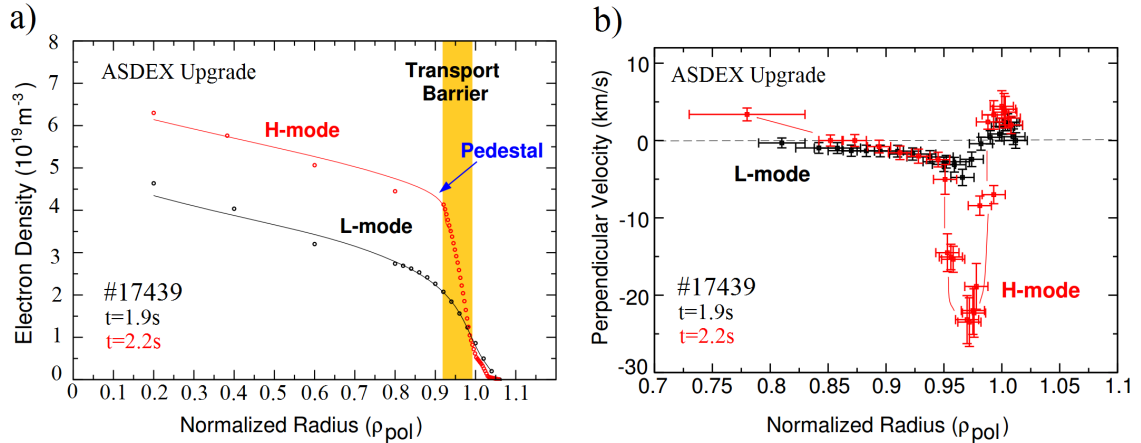 a)
Electron Density (10¹⁹m⁻³)
8
7
6
5
4
3
2
1
0
ASDEX Upgrade
Transport
Barrier
H-mode
Pedestal
L-mode
#17439
t=1.9s
t=2.2s
0 0.1 0.2 0.3 0.4 0.5 0.6 0.7 0.8 0.9 1.0 1.1
Normalized Radius (ρpol)
b)
Perpendicular Velocity (km/s)
10
0
-10
-20
-30
ASDEX Upgrade
L-mode
H-mode
#17439
t=1.9s
t=2.2s
0.7 0.75 0.8 0.85 0.9 0.95 1.0 1.05 1.1
Normalized Radius (ρpol)